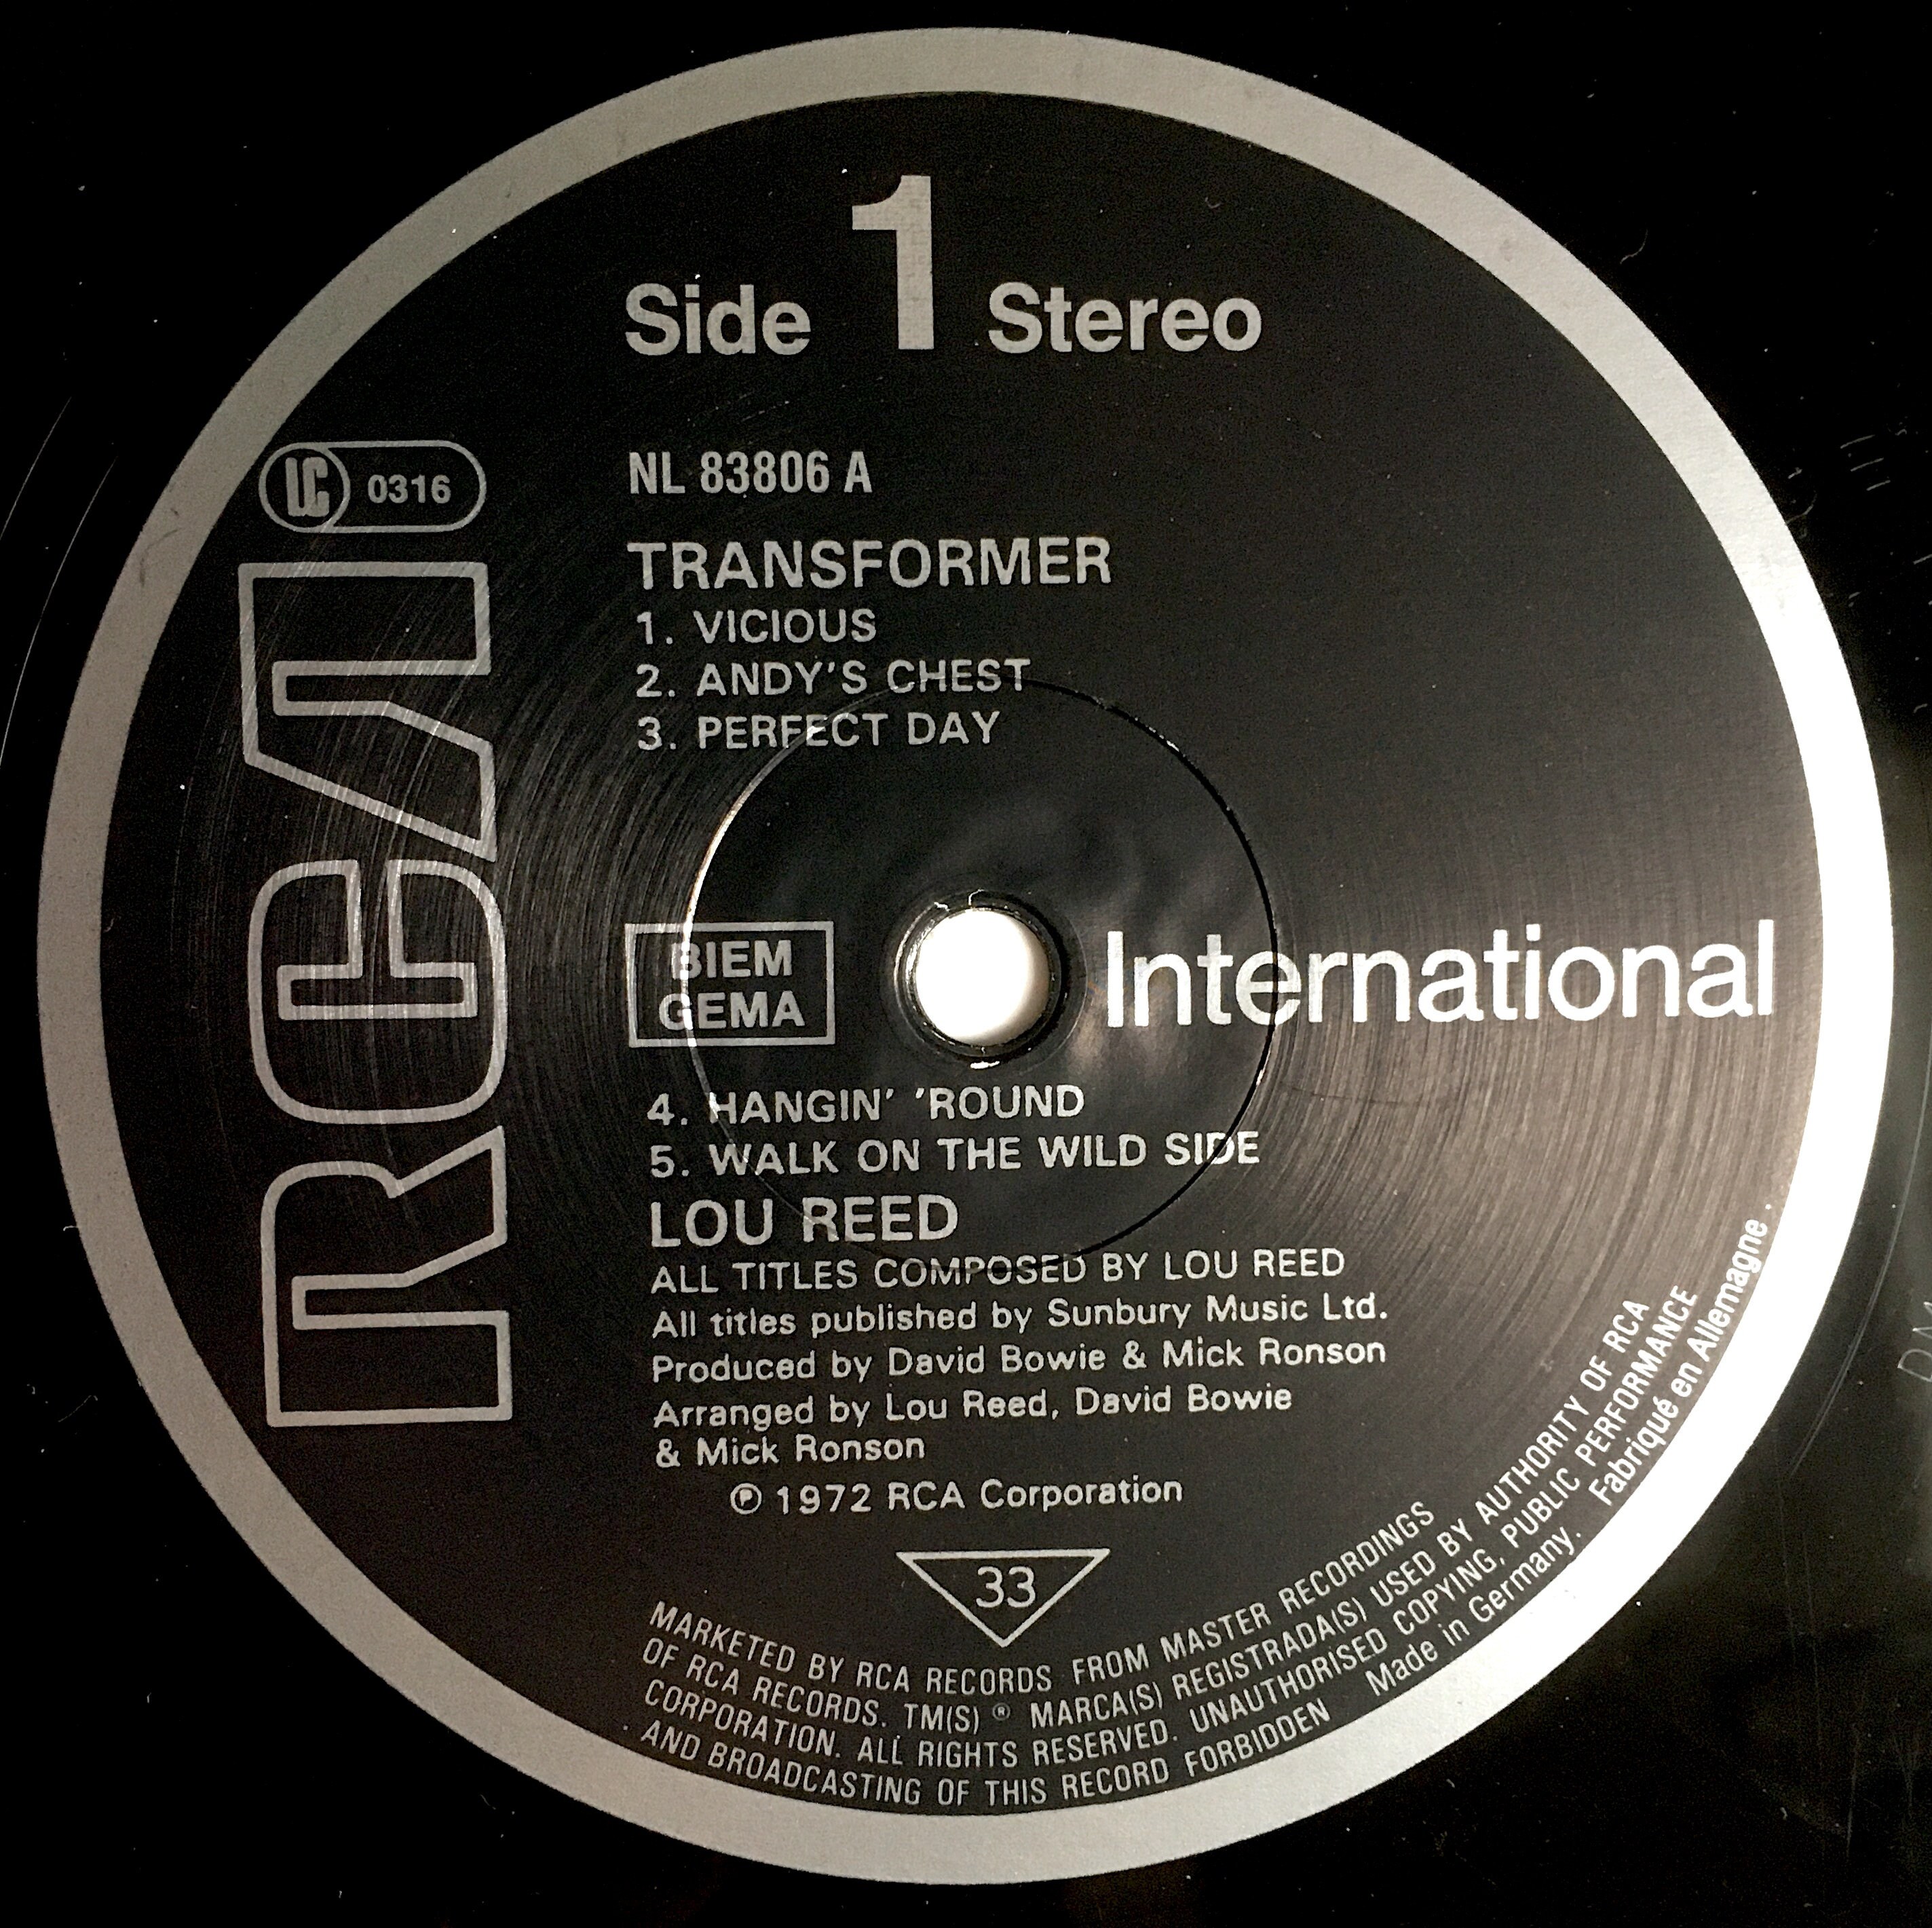 Side 1 Stereo
LC 0316
NL 83806 A
TRANSFORMER
1. VICIOUS
2. ANDY'S CHEST
3. PERFECT DAY
RCA
BIEM
GEMA
International
4. HANGIN' 'ROUND
5. WALK ON THE WILD SIDE
LOU REED
ALL TITLES COMPOSED BY LOU REED
All titles published by Sunbury Music Ltd.
Produced by David Bowie & Mick Ronson
Arranged by Lou Reed, David Bowie
& Mick Ronson
℗ 1972 RCA Corporation
33
MARKETED BY RCA RECORDS FROM MASTER RECORDINGS
OF RCA RECORDS. TM(S) ® MARCA(S) REGISTRADA(S) USED BY AUTHORITY OF RCA
CORPORATION. ALL RIGHTS RESERVED. UNAUTHORISED COPYING, PUBLIC PERFORMANCE
AND BROADCASTING OF THIS RECORD FORBIDDEN Made in Germany. Fabriqué en Allemagne.